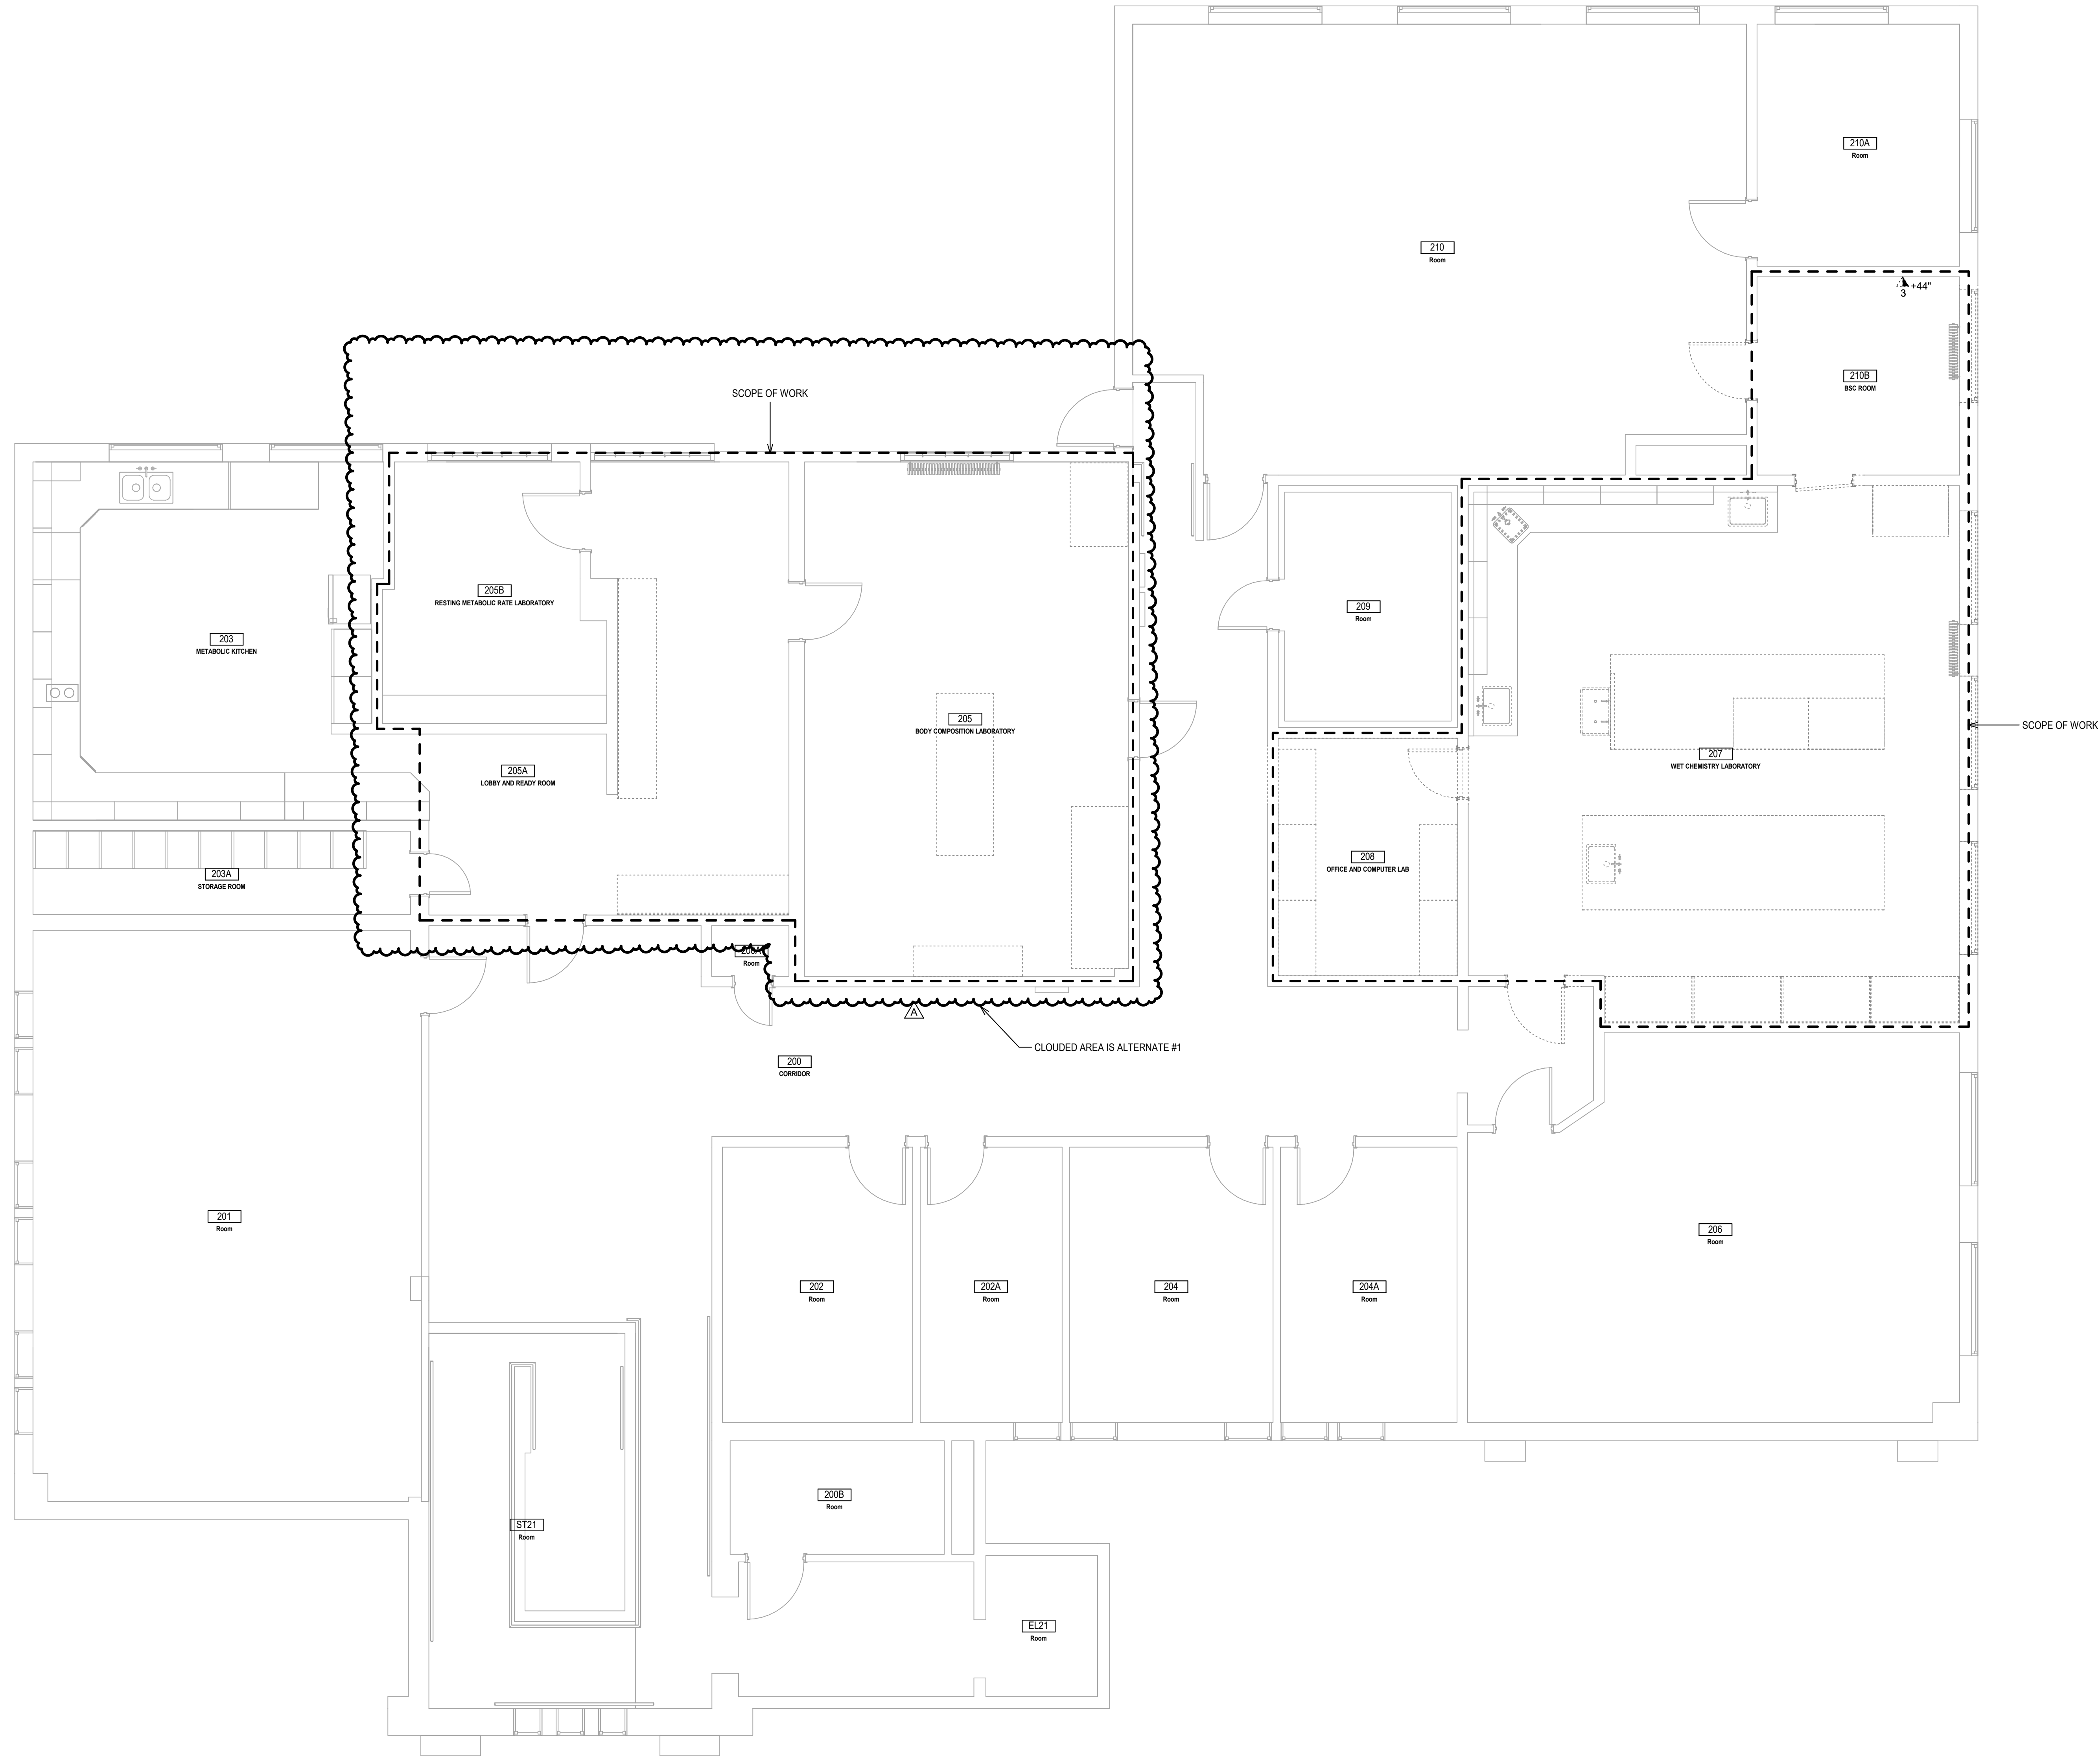 210A
Room
210
Room
+44"
3
210B
BSC ROOM
SCOPE OF WORK
205B
RESTING METABOLIC RATE LABORATORY
209
Room
203
METABOLIC KITCHEN
205
BODY COMPOSITION LABORATORY
SCOPE OF WORK
207
WET CHEMISTRY LABORATORY
205A
LOBBY AND READY ROOM
208
OFFICE AND COMPUTER LAB
203A
STORAGE ROOM
200A
Room
A
CLOUDED AREA IS ALTERNATE #1
200
CORRIDOR
201
Room
206
Room
202
Room
202A
Room
204
Room
204A
Room
200B
Room
ST21
Room
EL21
Room